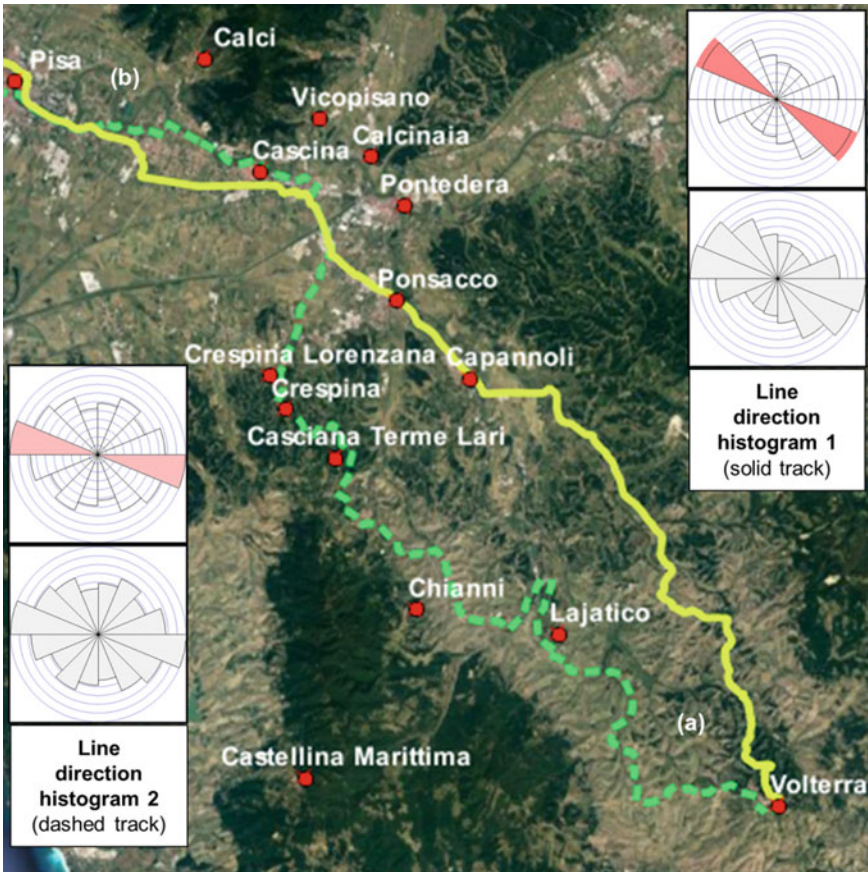 Calci
Pisa
(b)
Vicopisano
Calcinaia
Cascina
Pontedera
Ponsacco
Crespina Lorenzana
Capannoli
Crespina
Casciana Terme Lari
Line
direction
histogram 1
(solid track)
Chianni
Lajatico
(a)
Castellina Marittima
Volterra
Line
direction
histogram 2
(dashed track)